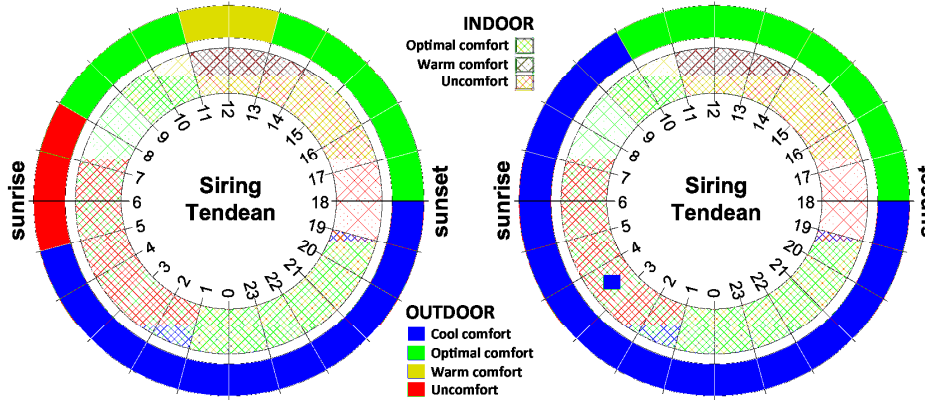 INDOOR
Optimal comfort
Warm comfort
Uncomfort
sunrise
Siring
Tendean
sunset
0
1
2
3
4
5
6
7
8
9
10
11
12
13
14
15
16
17
18
19
20
21
22
23
OUTDOOR
Cool comfort
Optimal comfort
Warm comfort
Uncomfort
sunrise
Siring
Tendean
sunset
0
1
2
3
4
5
6
7
8
9
10
11
12
13
14
15
16
17
18
19
20
21
22
23